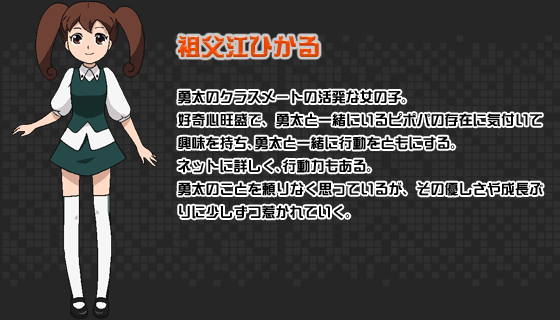 祖父江ひかる
勇太のクラスメートの活発な女の子。
好奇心旺盛で、勇太と一緒にいるピポパの存在に気付いて
興味を持ち、勇太と一緒に行動をともにする。
ネットに詳しく、行動力もある。
勇太のことを頼りなく思っているが、その優しさや成長ぶ
りに少しずつ惹かれていく。